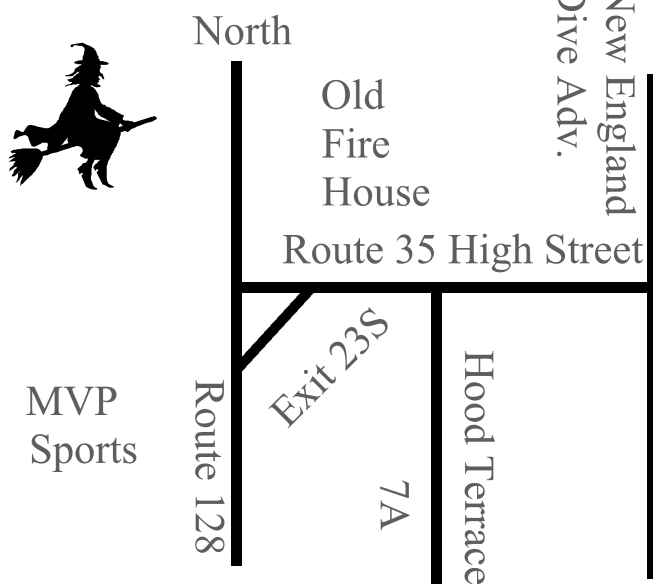 North
New England
Dive Adv.
Old
Fire
House
Route 35 High Street
Exit 23S
MVP
Sports
Route 128
7A
Hood Terrace